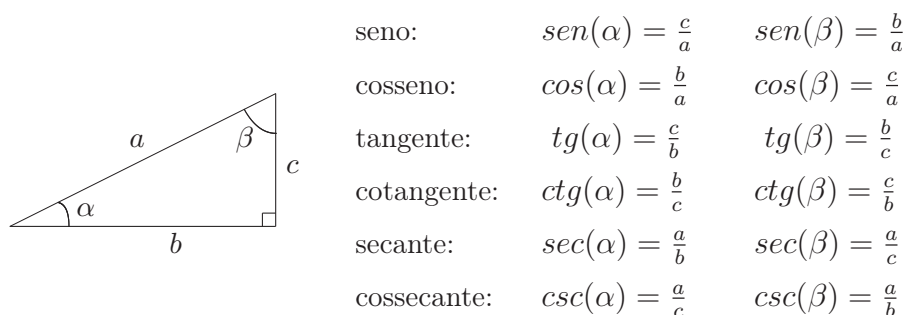 a
β
c
α
b
seno: sen(α) = c/a sen(β) = b/a
cosseno: cos(α) = b/a cos(β) = c/a
tangente: tg(α) = c/b tg(β) = b/c
cotangente: ctg(α) = b/c ctg(β) = c/b
secante: sec(α) = a/b sec(β) = a/c
cossecante: csc(α) = a/c csc(β) = a/b